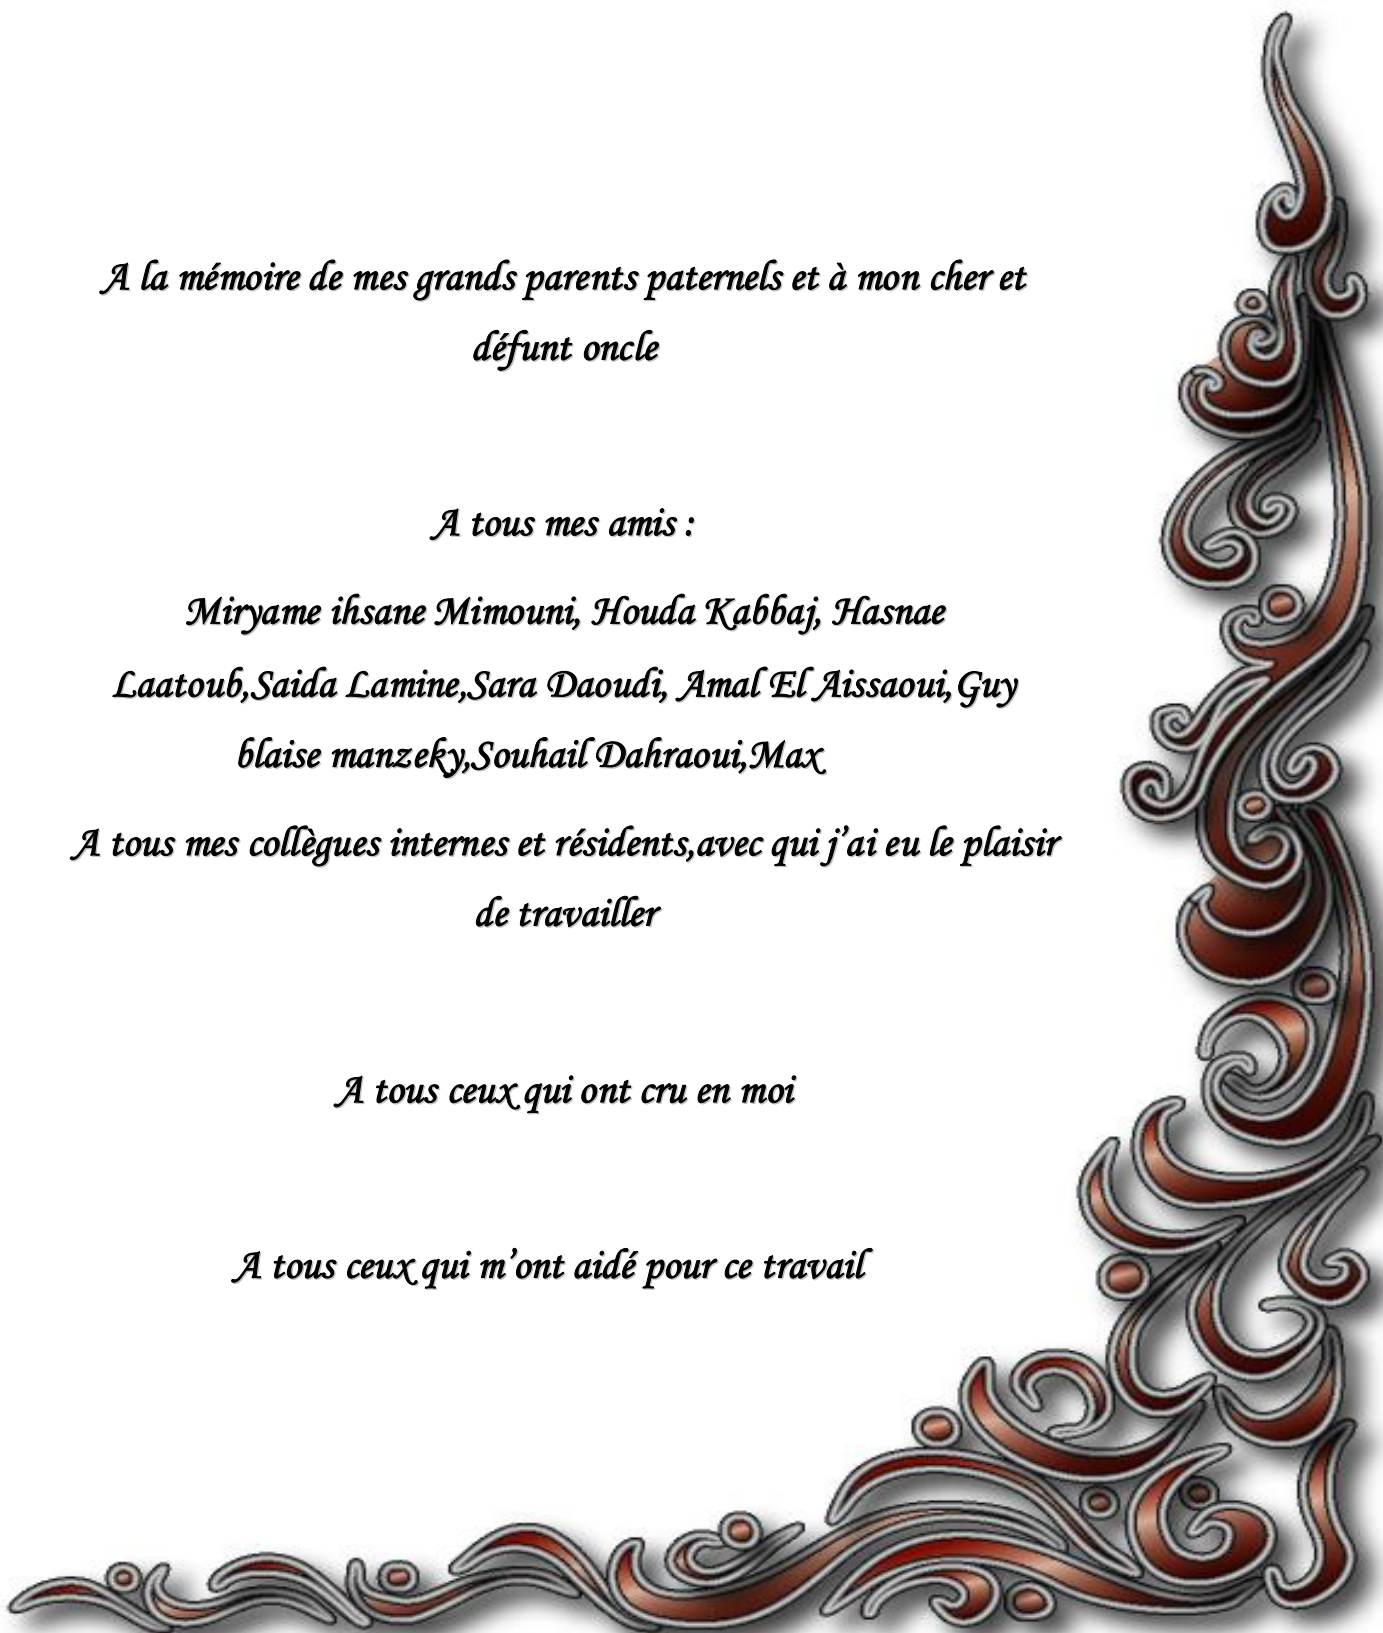 A la mémoire de mes grands parents paternels et à mon cher et
défunt oncle
A tous mes amis :
Miryame ihsane Mimouni, Houda Kabbaj, Hasnae
Laatoub,Saida Lamine,Sara Daoudi, Amal El Aissaoui,Guy
blaise manzeky,Souhail Dahraoui,Max
A tous mes collègues internes et résidents,avec qui j’ai eu le plaisir
de travailler
A tous ceux qui ont cru en moi
A tous ceux qui m’ont aidé pour ce travail